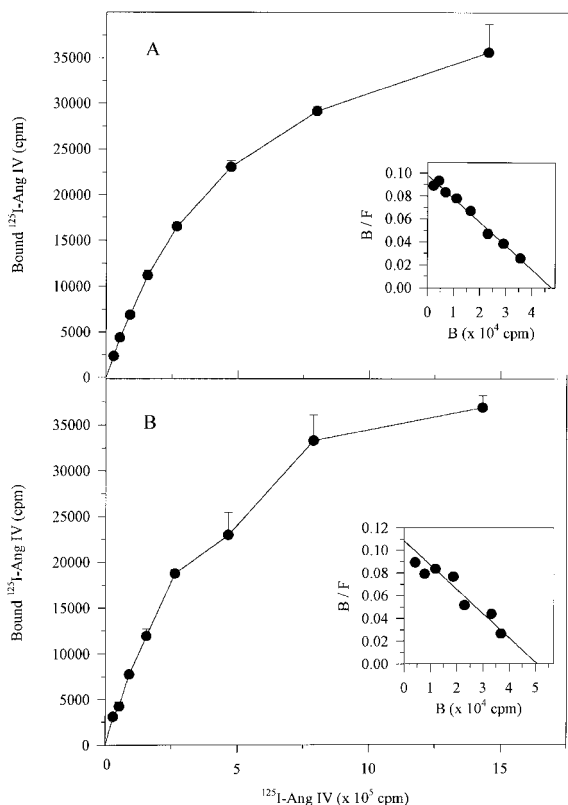 A
35000
30000
25000
20000
15000
10000
5000
0
Bound ¹²⁵I-Ang IV (cpm)
0.10
0.08
0.06
0.04
0.02
0.00
B / F
0 1 2 3 4
B (x 10⁴ cpm)
B
35000
30000
25000
20000
15000
10000
5000
0
Bound ¹²⁵I-Ang IV (cpm)
0.12
0.10
0.08
0.06
0.04
0.02
0.00
B / F
0 1 2 3 4 5
B (x 10⁴ cpm)
0 5 10 15
¹²⁵I-Ang IV (x 10⁵ cpm)